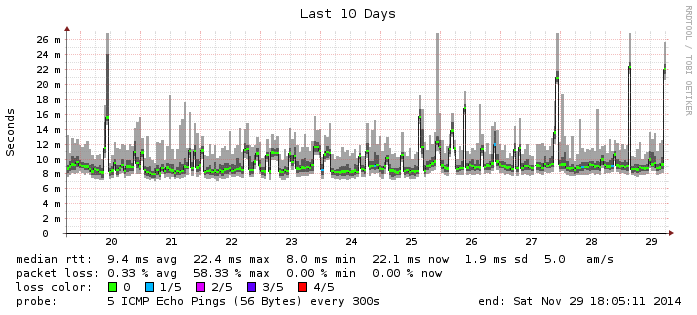 Last 10 Days
RRDTOOL / TOBI OETIKER
Seconds
26 m
24 m
22 m
20 m
18 m
16 m
14 m
12 m
10 m
8 m
6 m
4 m
2 m
0
20 21 22 23 24 25 26 27 28 29
median rtt: 9.4 ms avg 22.4 ms max 8.0 ms min 22.1 ms now 1.9 ms sd 5.0 am/s
packet loss: 0.33 % avg 58.33 % max 0.00 % min 0.00 % now
loss color: 0 1/5 2/5 3/5 4/5
probe: 5 ICMP Echo Pings (56 Bytes) every 300s end: Sat Nov 29 18:05:11 2014